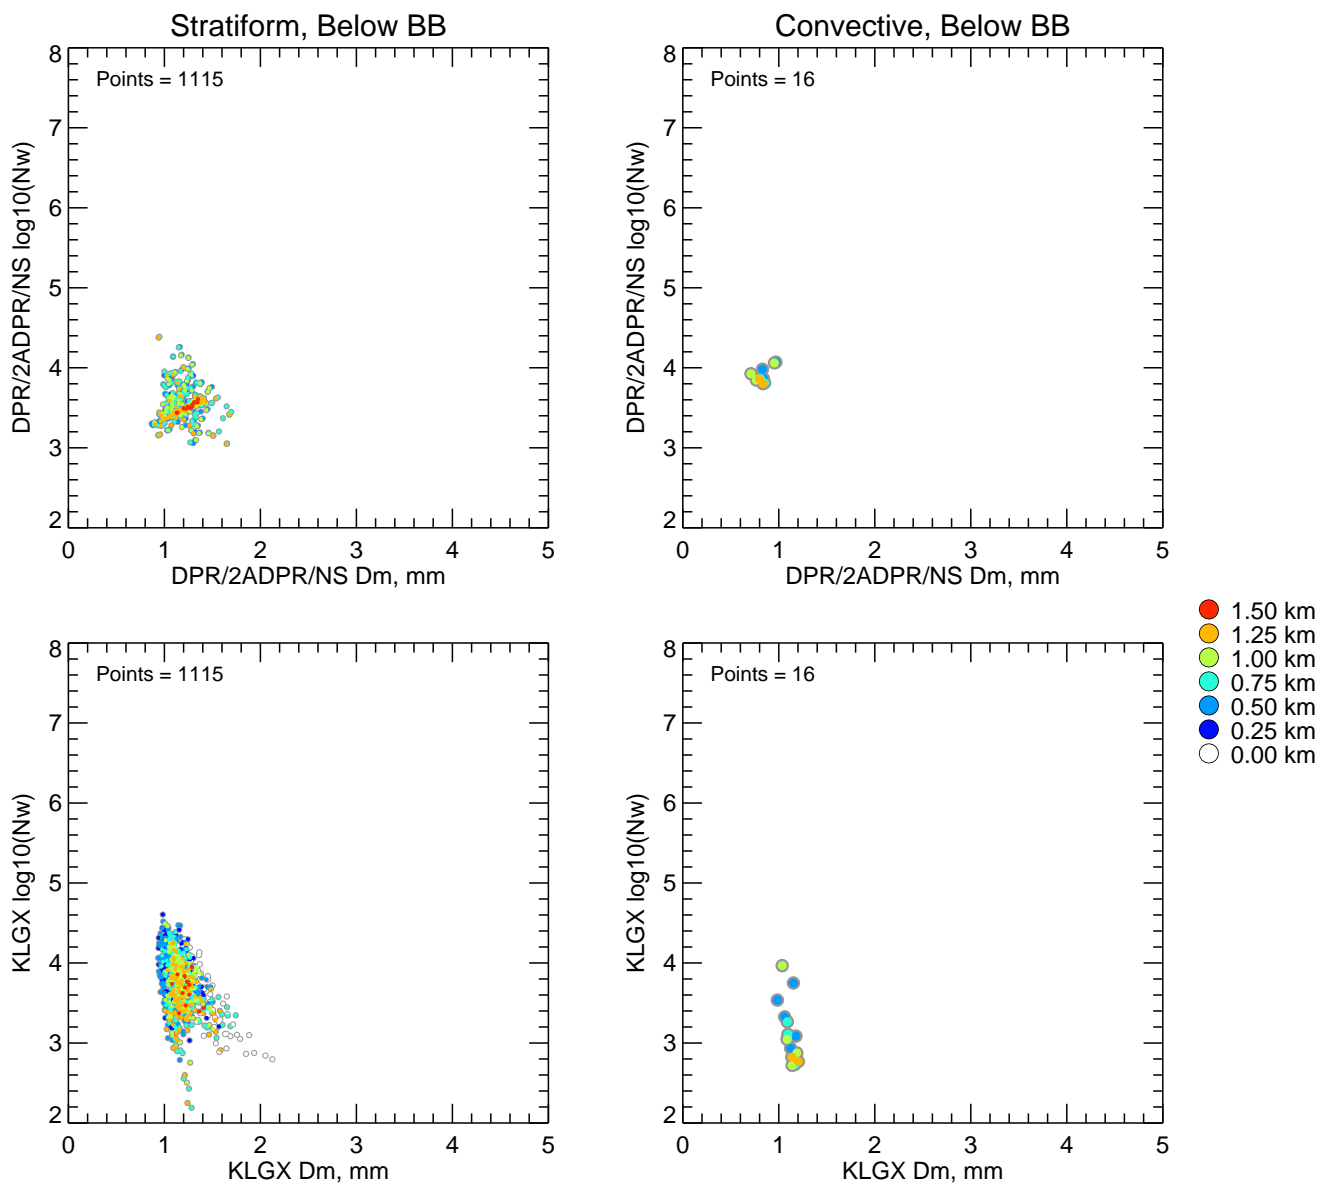 Stratiform, Below BB
Convective, Below BB
Points = 1115
8
7
6
5
4
3
2
0 1 2 3 4 5
DPR/2ADPR/NS log10(Nw)
DPR/2ADPR/NS Dm, mm
Points = 16
8
7
6
5
4
3
2
0 1 2 3 4 5
DPR/2ADPR/NS log10(Nw)
DPR/2ADPR/NS Dm, mm
1.50 km
1.25 km
1.00 km
0.75 km
0.50 km
0.25 km
0.00 km
Points = 1115
8
7
6
5
4
3
2
0 1 2 3 4 5
KLGX log10(Nw)
KLGX Dm, mm
Points = 16
8
7
6
5
4
3
2
0 1 2 3 4 5
KLGX log10(Nw)
KLGX Dm, mm